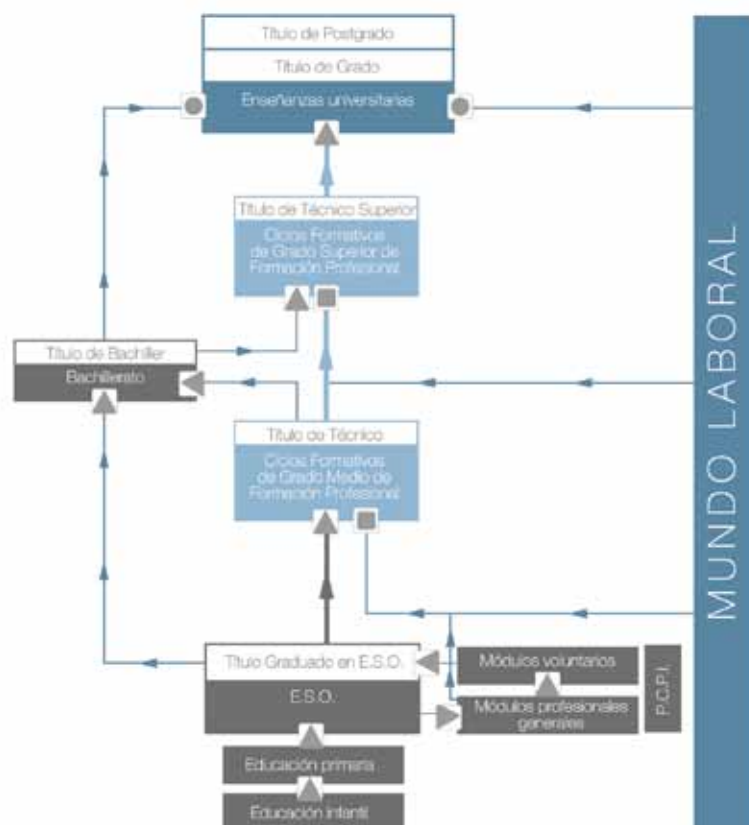 Título de Postgrado
Título de Grado
Enseñanzas universitarias
Título de Técnico Superior
Ciclos Formativos
de Grado Superior de
Formación Profesional
Título de Bachiller
Bachillerato
Título de Técnico
Ciclos Formativos
de Grado Medio de
Formación Profesional
Título Graduado en E.S.O.
E.S.O.
Módulos voluntarios
Módulos profesionales
generales
P.C.P.I.
Educación primaria
Educación infantil
MUNDO LABORAL